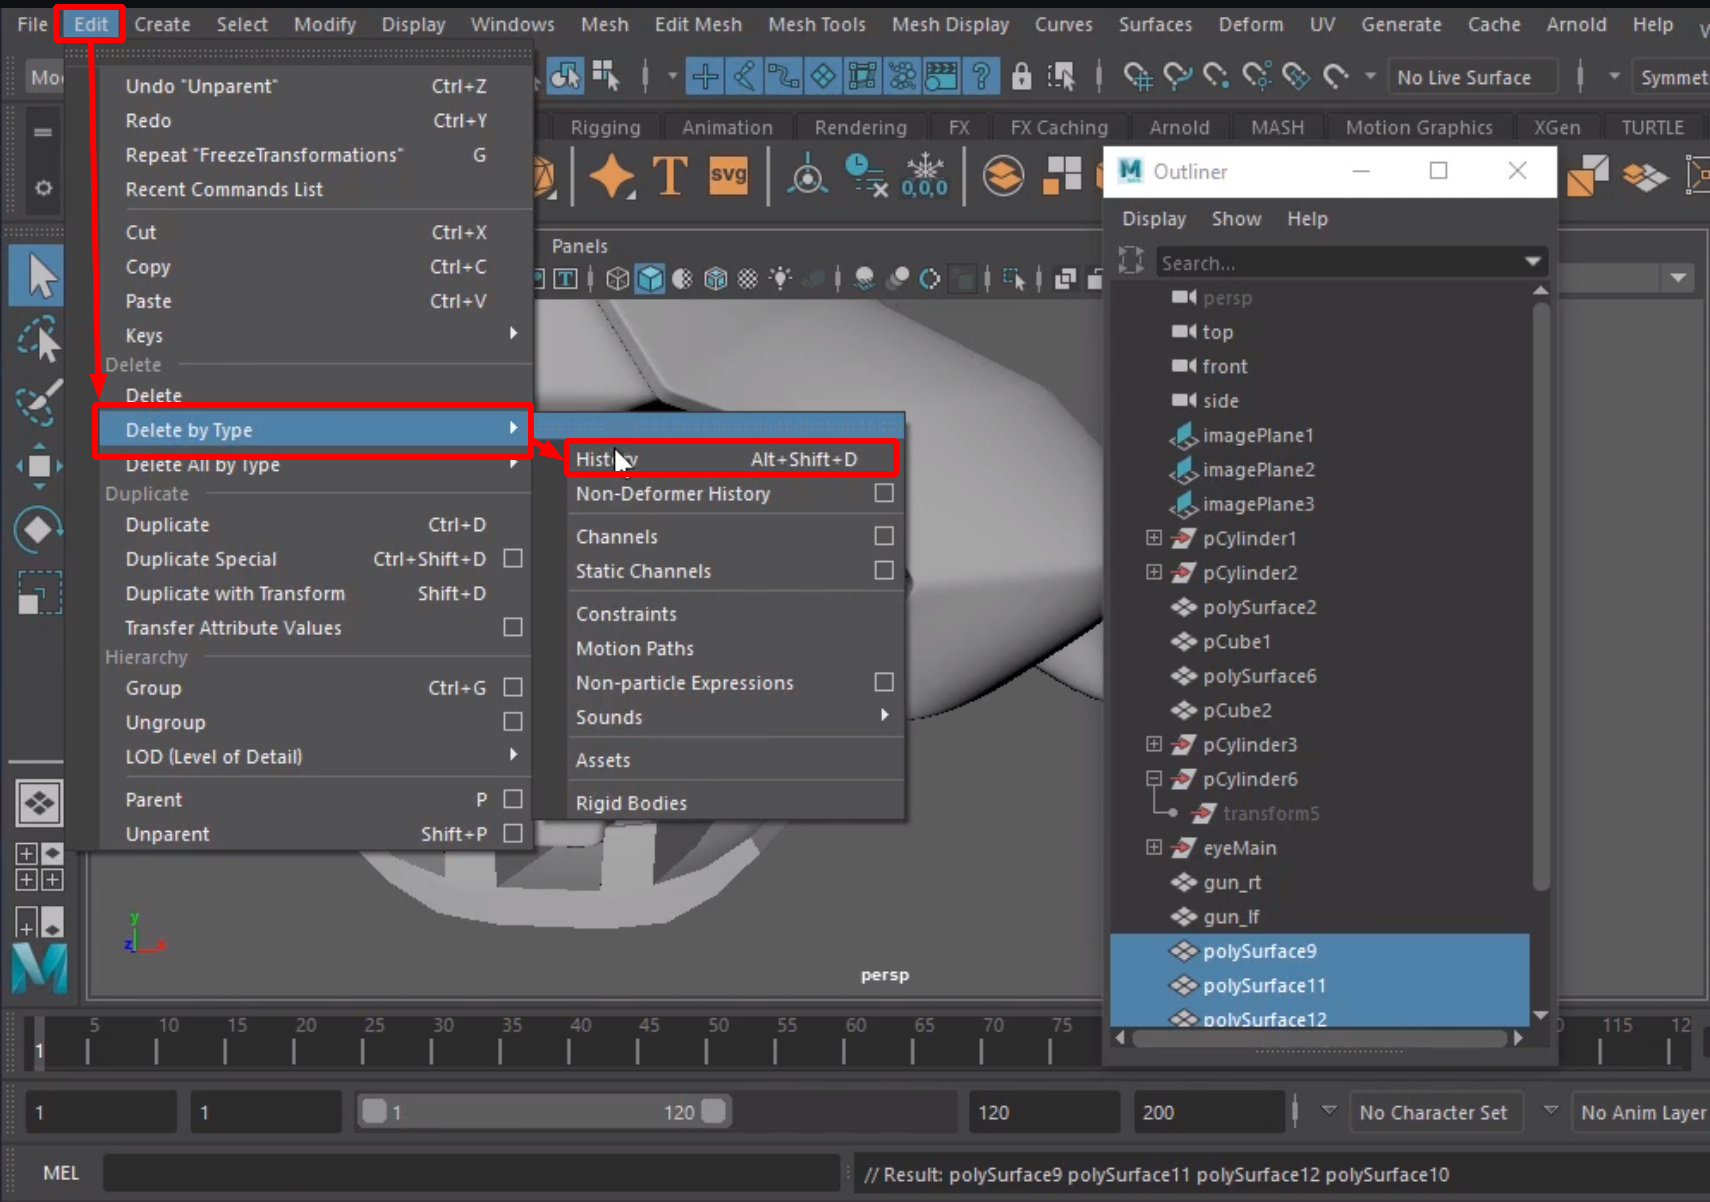 File Edit Create Select Modify Display Windows Mesh Edit Mesh Mesh Tools Mesh Display Curves Surfaces Deform UV Generate Cache Arnold Help
No Live Surface
Symmet
Rigging Animation Rendering FX FX Caching Arnold MASH Motion Graphics XGen TURTLE
T svg 0,0,0
Panels
Undo "Unparent" Ctrl+Z
Redo Ctrl+Y
Repeat "FreezeTransformations" G
Recent Commands List
Cut Ctrl+X
Copy Ctrl+C
Paste Ctrl+V
Keys
Delete
Delete
Delete by Type
Delete All by Type
Duplicate
Duplicate Ctrl+D
Duplicate Special Ctrl+Shift+D
Duplicate with Transform Shift+D
Transfer Attribute Values
Hierarchy
Group Ctrl+G
Ungroup
LOD (Level of Detail)
Parent P
Unparent Shift+P
History Alt+Shift+D
Non-Deformer History
Channels
Static Channels
Constraints
Motion Paths
Non-particle Expressions
Sounds
Assets
Rigid Bodies
M Outliner
Display Show Help
Search...
persp
top
front
side
imagePlane1
imagePlane2
imagePlane3
pCylinder1
pCylinder2
polySurface2
pCube1
polySurface6
pCube2
pCylinder3
pCylinder6
transform5
eyeMain
gun_rt
gun_lf
polySurface9
polySurface11
polySurface12
y
z x
persp
M
5 10 15 20 25 30 35 40 45 50 55 60 65 70 75 115 12
1
1 1 1 120 120 200 No Character Set No Anim Layer
MEL // Result: polySurface9 polySurface11 polySurface12 polySurface10